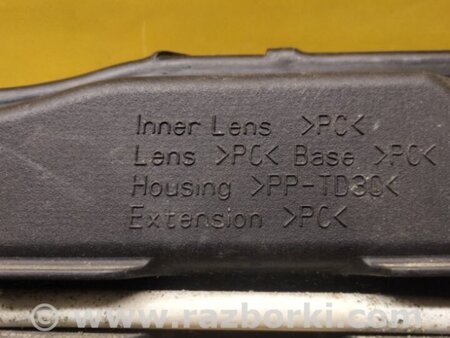 Inner Lens >PC<
Lens >PC< Base >PC<
Housing >PP-TD30<
Extension >PC<
www.razborki.com